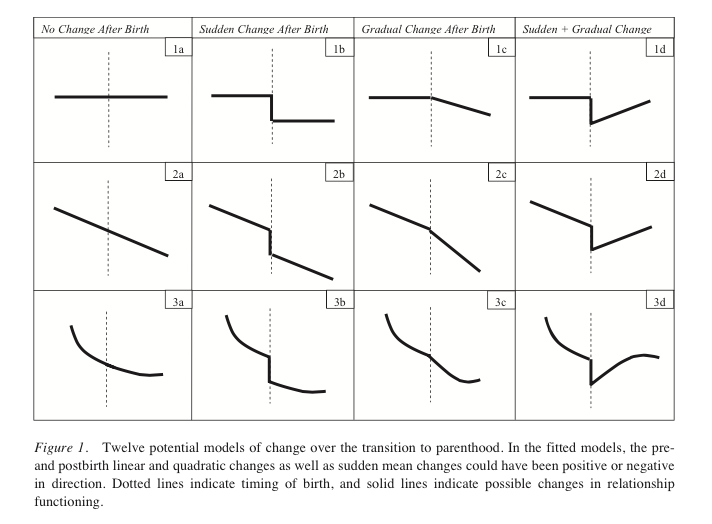 No Change After Birth
Sudden Change After Birth
Gradual Change After Birth
Sudden + Gradual Change
1a
1b
1c
1d
2a
2b
2c
2d
3a
3b
3c
3d
Figure 1. Twelve potential models of change over the transition to parenthood. In the fitted models, the pre-
and postbirth linear and quadratic changes as well as sudden mean changes could have been positive or negative
in direction. Dotted lines indicate timing of birth, and solid lines indicate possible changes in relationship
functioning.